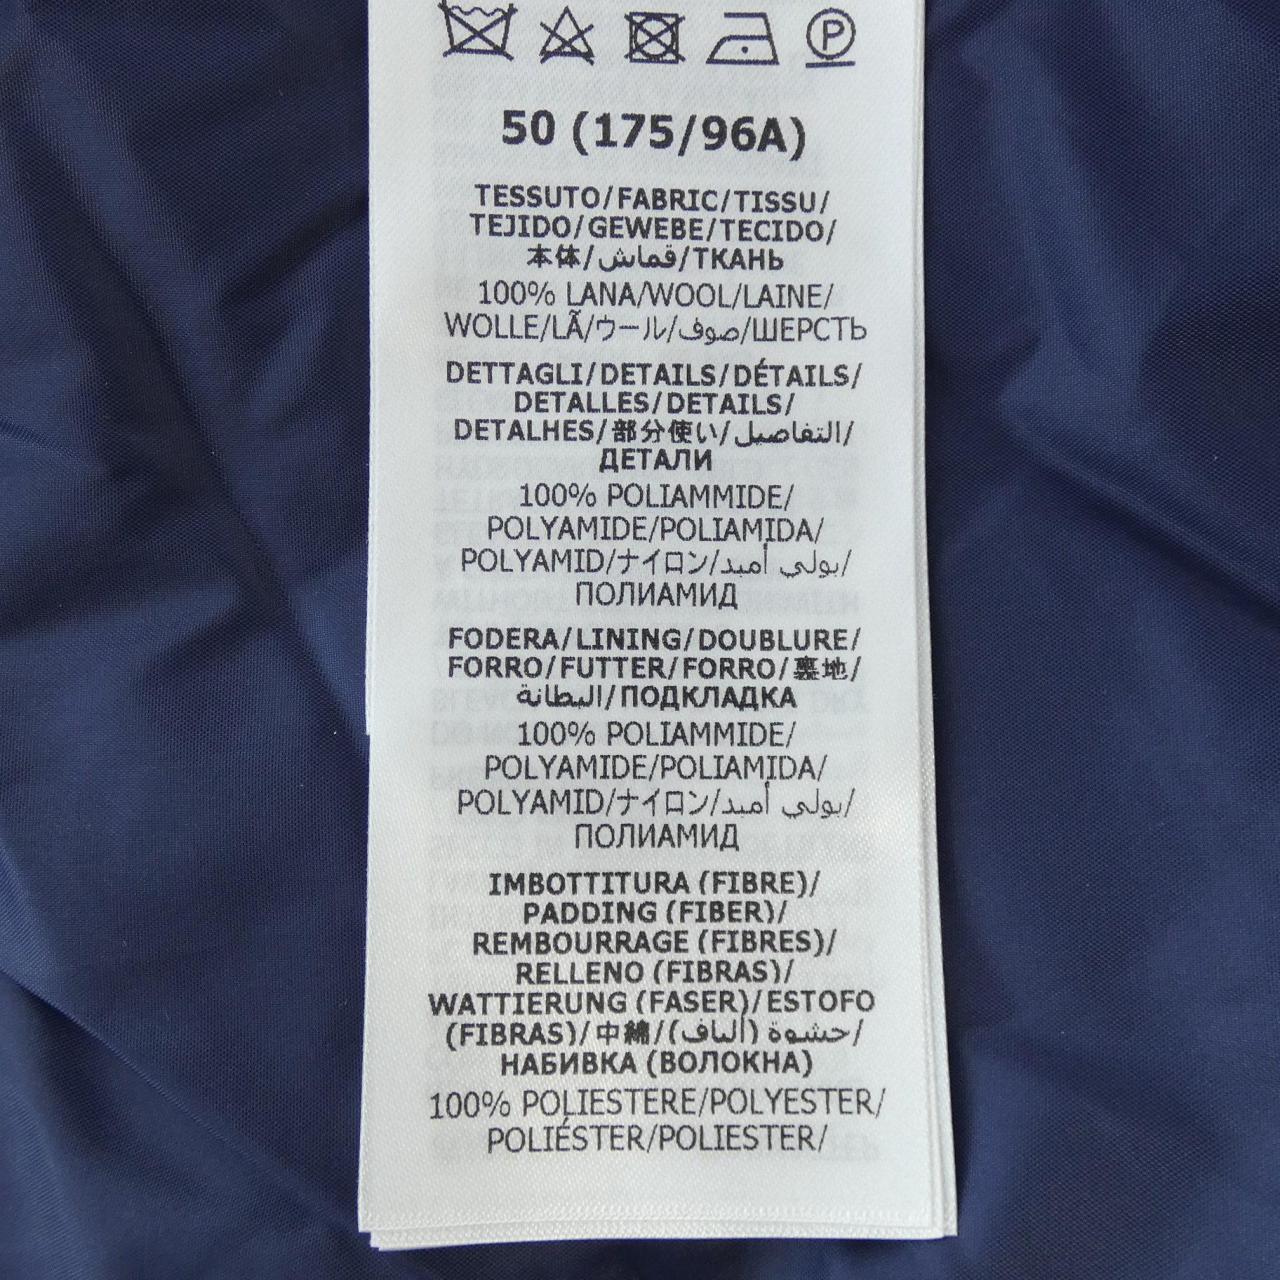 P
50 (175/96A)
TESSUTO/FABRIC/TISSU/
TEJIDO/GEWEBE/TECIDO/
本体/قماش/ТКАНЬ
100% LANA/WOOL/LAINE/
WOLLE/LÃ/ウール/صوف/ШЕРСТЬ
DETTAGLI/DETAILS/DÉTAILS/
DETALLES/DETAILS/
DETALHES/部分使い/التفاصيل/
ДЕТАЛИ
100% POLIAMMIDE/
POLYAMIDE/POLIAMIDA/
POLYAMID/ナイロン/بولي أميد/
ПОЛИАМИД
FODERA/LINING/DOUBLURE/
FORRO/FUTTER/FORRO/裏地/
البطانة/ПОДКЛАДКА
100% POLIAMMIDE/
POLYAMIDE/POLIAMIDA/
POLYAMID/ナイロン/بولي أميد/
ПОЛИАМИД
IMBOTTITURA (FIBRE)/
PADDING (FIBER)/
REMBOURRAGE (FIBRES)/
RELLENO (FIBRAS)/
WATTIERUNG (FASER)/ESTOFO
(FIBRAS)/中綿/حشوة (ألياف)/
НАБИВКА (ВОЛОКНА)
100% POLIESTERE/POLYESTER/
POLIÉSTER/POLIESTER/